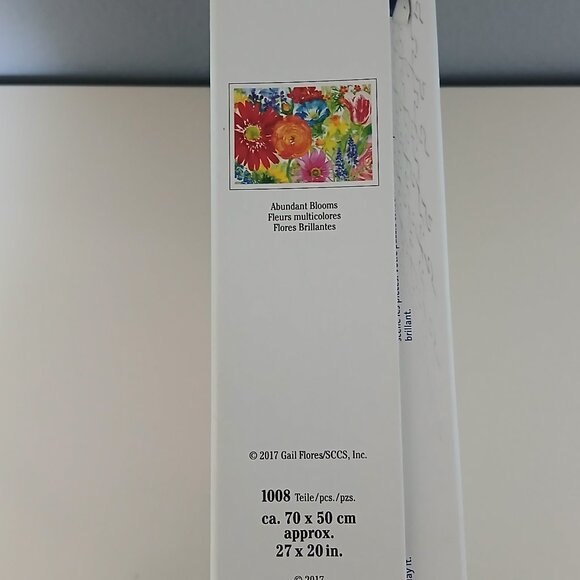 Abundant Blooms
Fleurs multicolores
Flores Brillantes
© 2017 Gail Flores/SCCS, Inc.
1008 Teile/pcs./pzs.
ca. 70 x 50 cm
approx.
27 x 20 in.
© 2017
brillant.